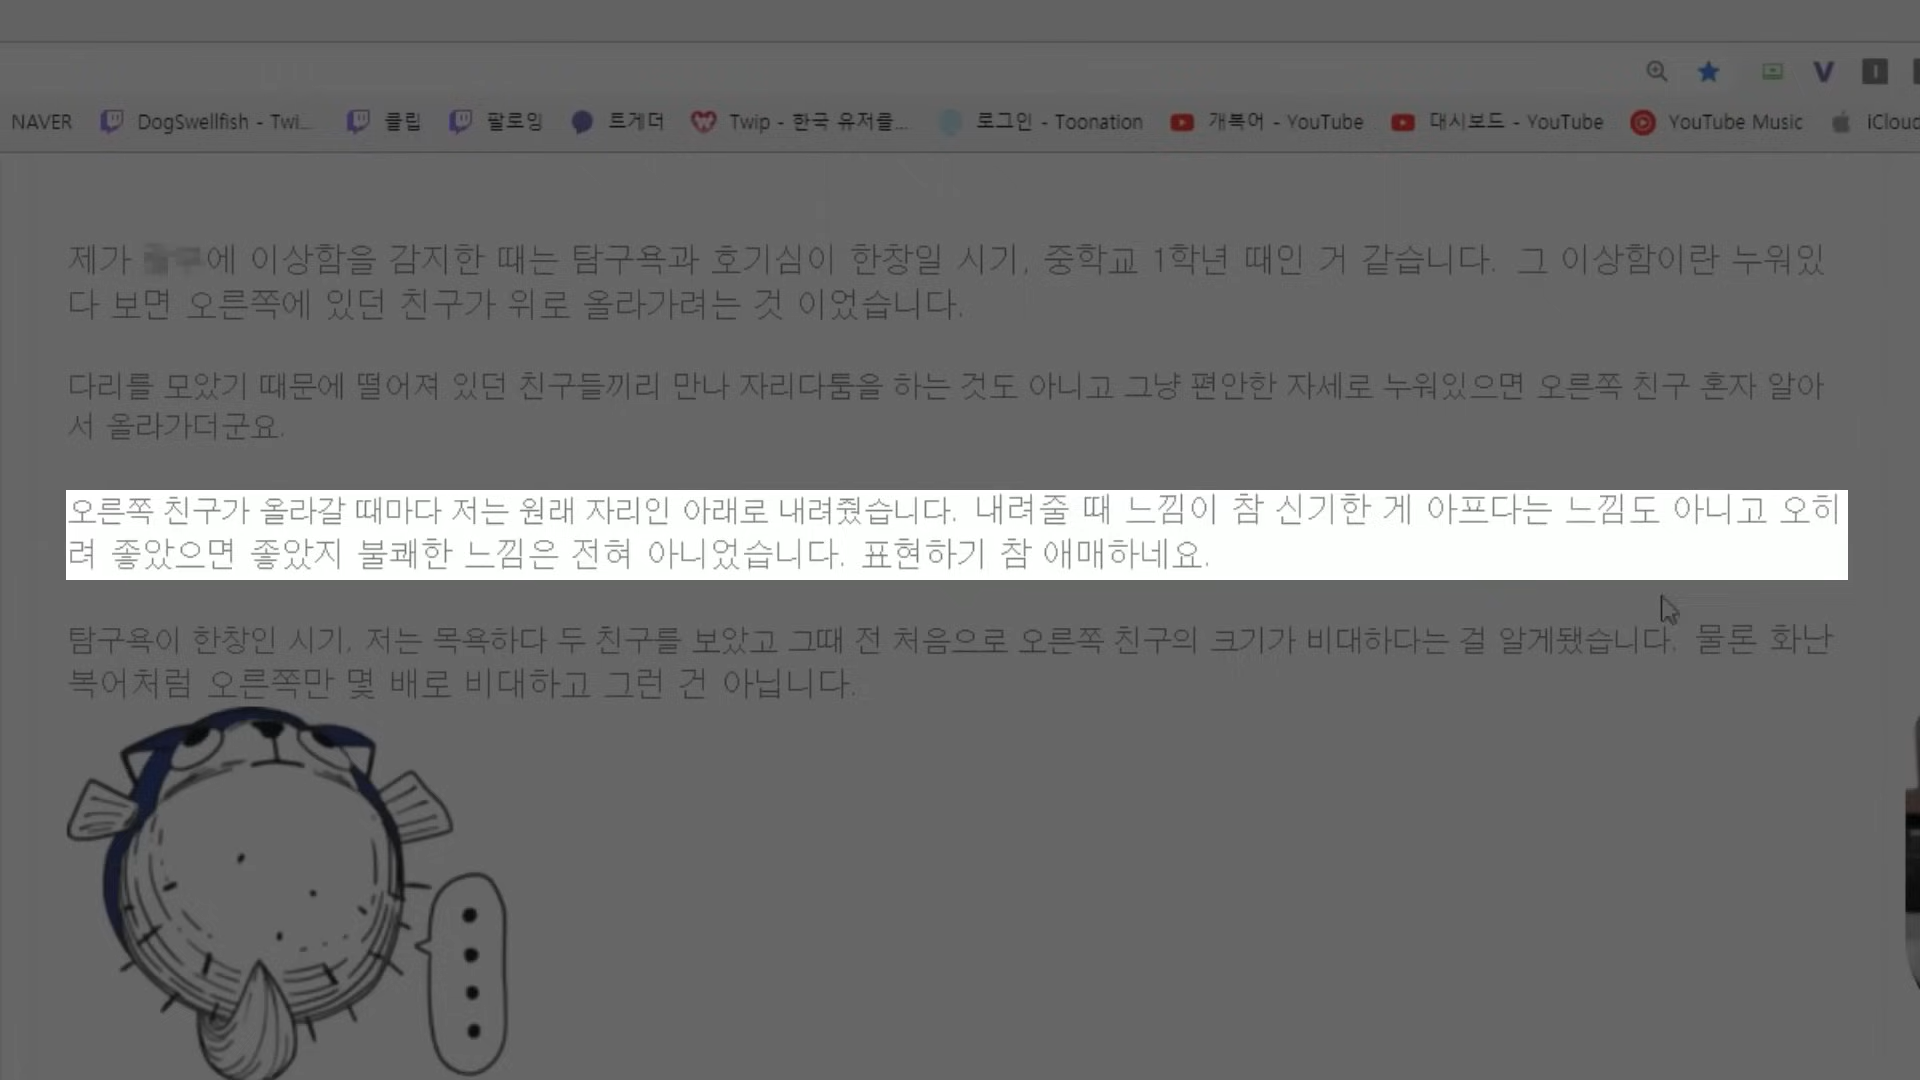 NAVER DogSwellfish - Twi... 클립 팔로잉 트게더 Twip - 한국 유저를... 로그인 - Toonation 개복어 - YouTube 대시보드 - YouTube YouTube Music iCloud
제가 에 이상함을 감지한 때는 탐구욕과 호기심이 한창일 시기, 중학교 1학년 때인 거 같습니다. 그 이상함이란 누워있
다 보면 오른쪽에 있던 친구가 위로 올라가려는 것 이었습니다.
다리를 모았기 때문에 떨어져 있던 친구들끼리 만나 자리다툼을 하는 것도 아니고 그냥 편안한 자세로 누워있으면 오른쪽 친구 혼자 알아
서 올라가더군요.
오른쪽 친구가 올라갈 때마다 저는 원래 자리인 아래로 내려줬습니다. 내려줄 때 느낌이 참 신기한 게 아프다는 느낌도 아니고 오히
려 좋았으면 좋았지 불쾌한 느낌은 전혀 아니었습니다. 표현하기 참 애매하네요.
탐구욕이 한창인 시기, 저는 목욕하다 두 친구를 보았고 그때 전 처음으로 오른쪽 친구의 크기가 비대하다는 걸 알게됐습니다. 물론 화난
복어처럼 오른쪽만 몇 배로 비대하고 그런 건 아닙니다.